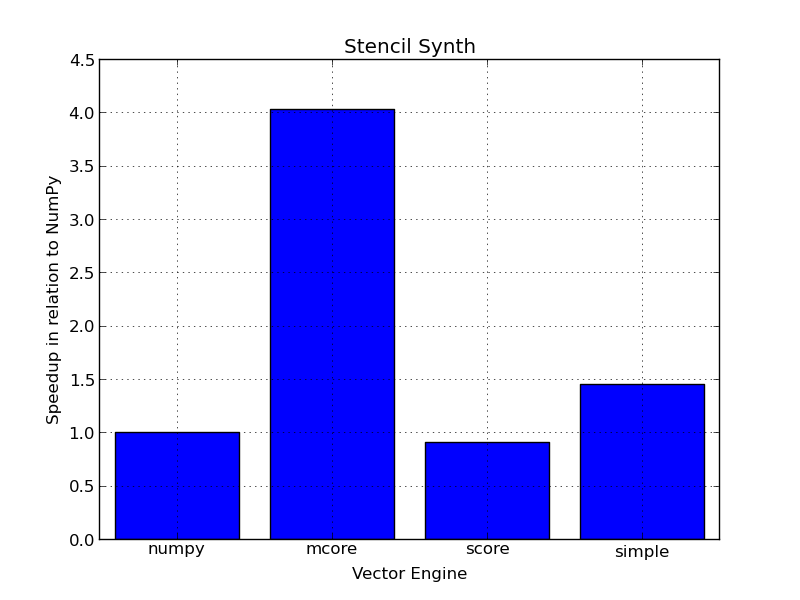 Stencil Synth
4.5
4.0
3.5
3.0
2.5
2.0
1.5
1.0
0.5
0.0
Speedup in relation to NumPy
numpy mcore score simple
Vector Engine